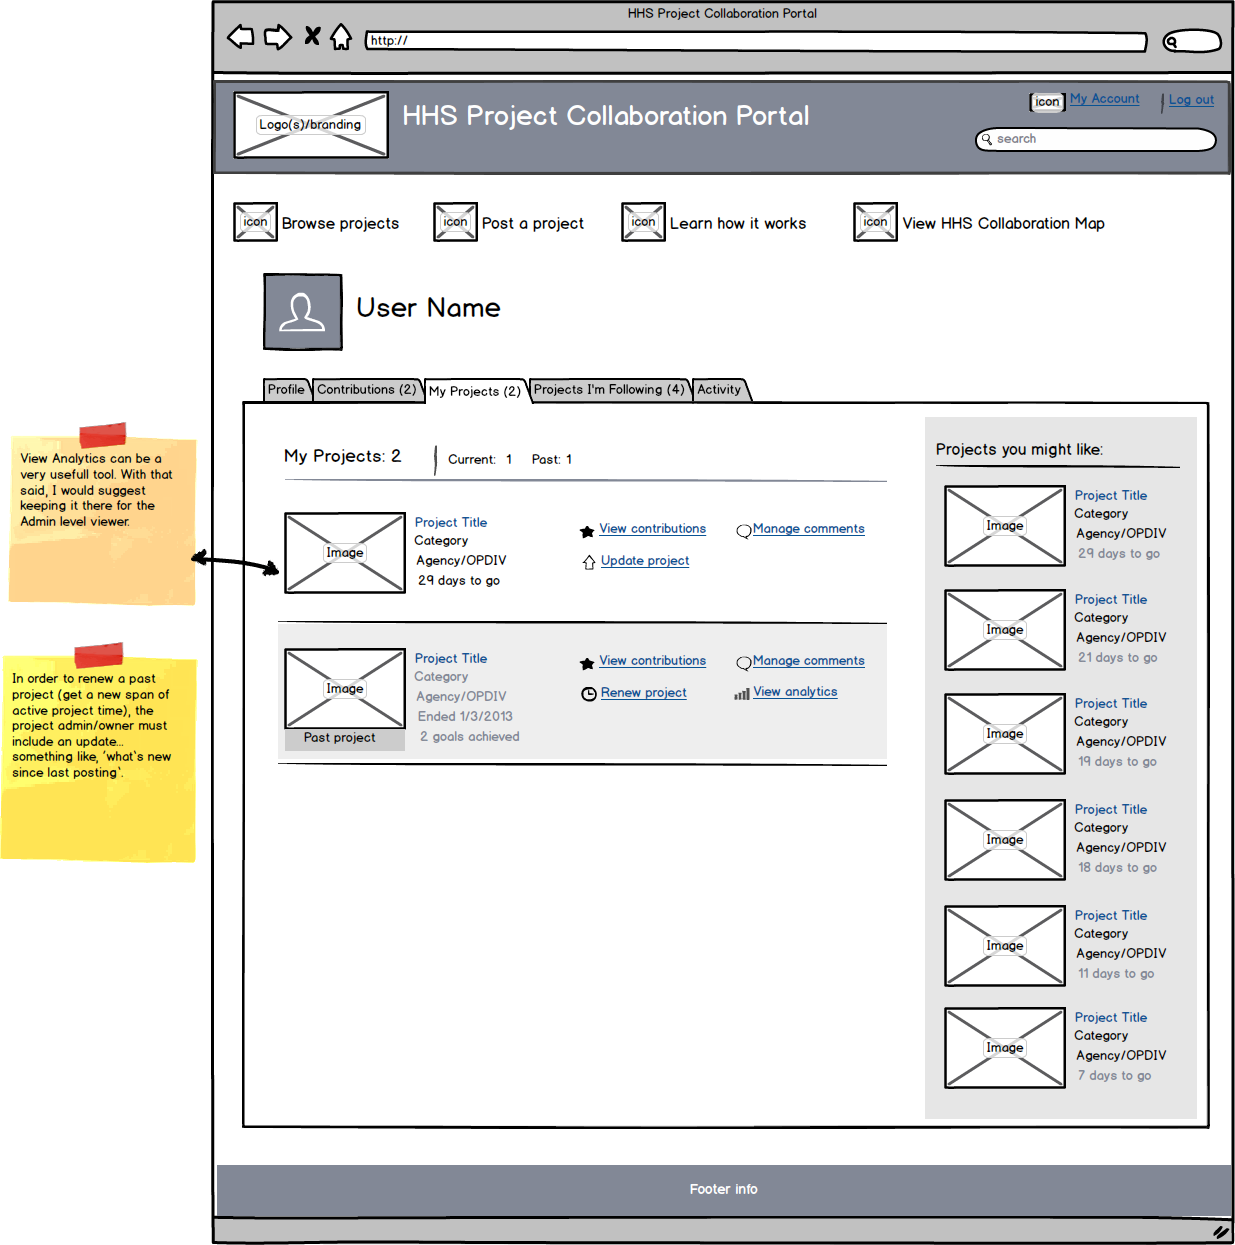 HHS Project Collaboration Portal
http://
Logo(s)/branding
HHS Project Collaboration Portal
icon
My Account
Log out
search
icon
Browse projects
icon
Post a project
icon
Learn how it works
icon
View HHS Collaboration Map
User Name
Profile
Contributions (2)
My Projects (2)
Projects I'm Following (4)
Activity
View Analytics can be a
very usefull tool. With that
said, I would suggest
keeping it there for the
Admin level viewer.
In order to renew a past
project (get a new span of
active project time), the
project admin/owner must
include an update...
something like, 'what's new
since last posting'.
My Projects: 2
Current: 1
Past: 1
Image
Project Title
Category
Agency/OPDIV
29 days to go
View contributions
Manage comments
Update project
Image
Past project
Project Title
Category
Agency/OPDIV
Ended 1/3/2013
2 goals achieved
View contributions
Manage comments
Renew project
View analytics
Projects you might like:
Image
Project Title
Category
Agency/OPDIV
29 days to go
Image
Project Title
Category
Agency/OPDIV
21 days to go
Image
Project Title
Category
Agency/OPDIV
19 days to go
Image
Project Title
Category
Agency/OPDIV
18 days to go
Image
Project Title
Category
Agency/OPDIV
11 days to go
Image
Project Title
Category
Agency/OPDIV
7 days to go
Footer info